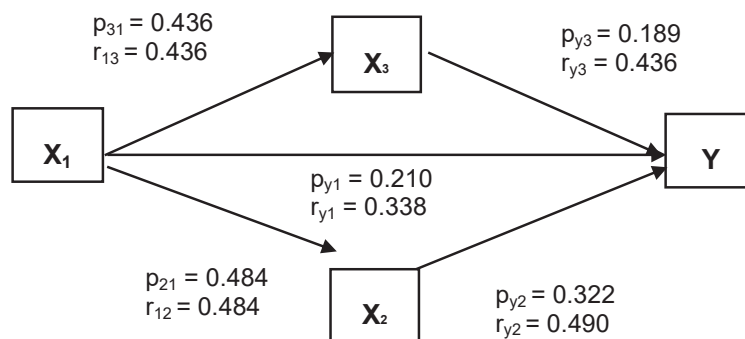 p31 = 0.436
r13 = 0.436
X3
py3 = 0.189
ry3 = 0.436
X1
Y
py1 = 0.210
ry1 = 0.338
p21 = 0.484
r12 = 0.484
X2
py2 = 0.322
ry2 = 0.490